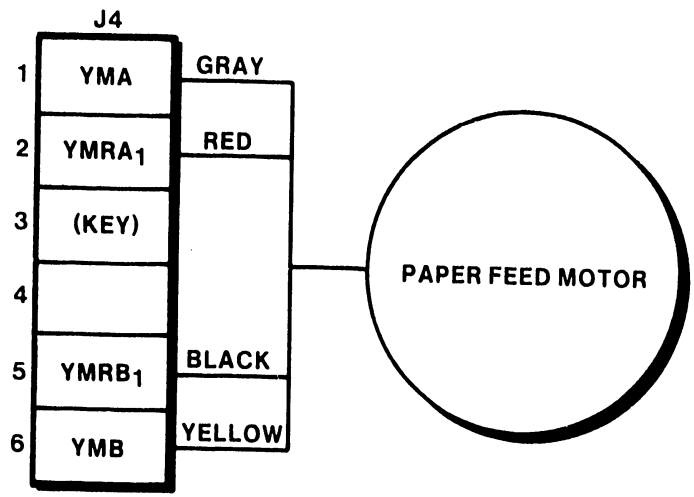 J4
1 YMA GRAY
2 YMRA1 RED
3 (KEY)
4
PAPER FEED MOTOR
5 YMRB1 BLACK
6 YMB YELLOW